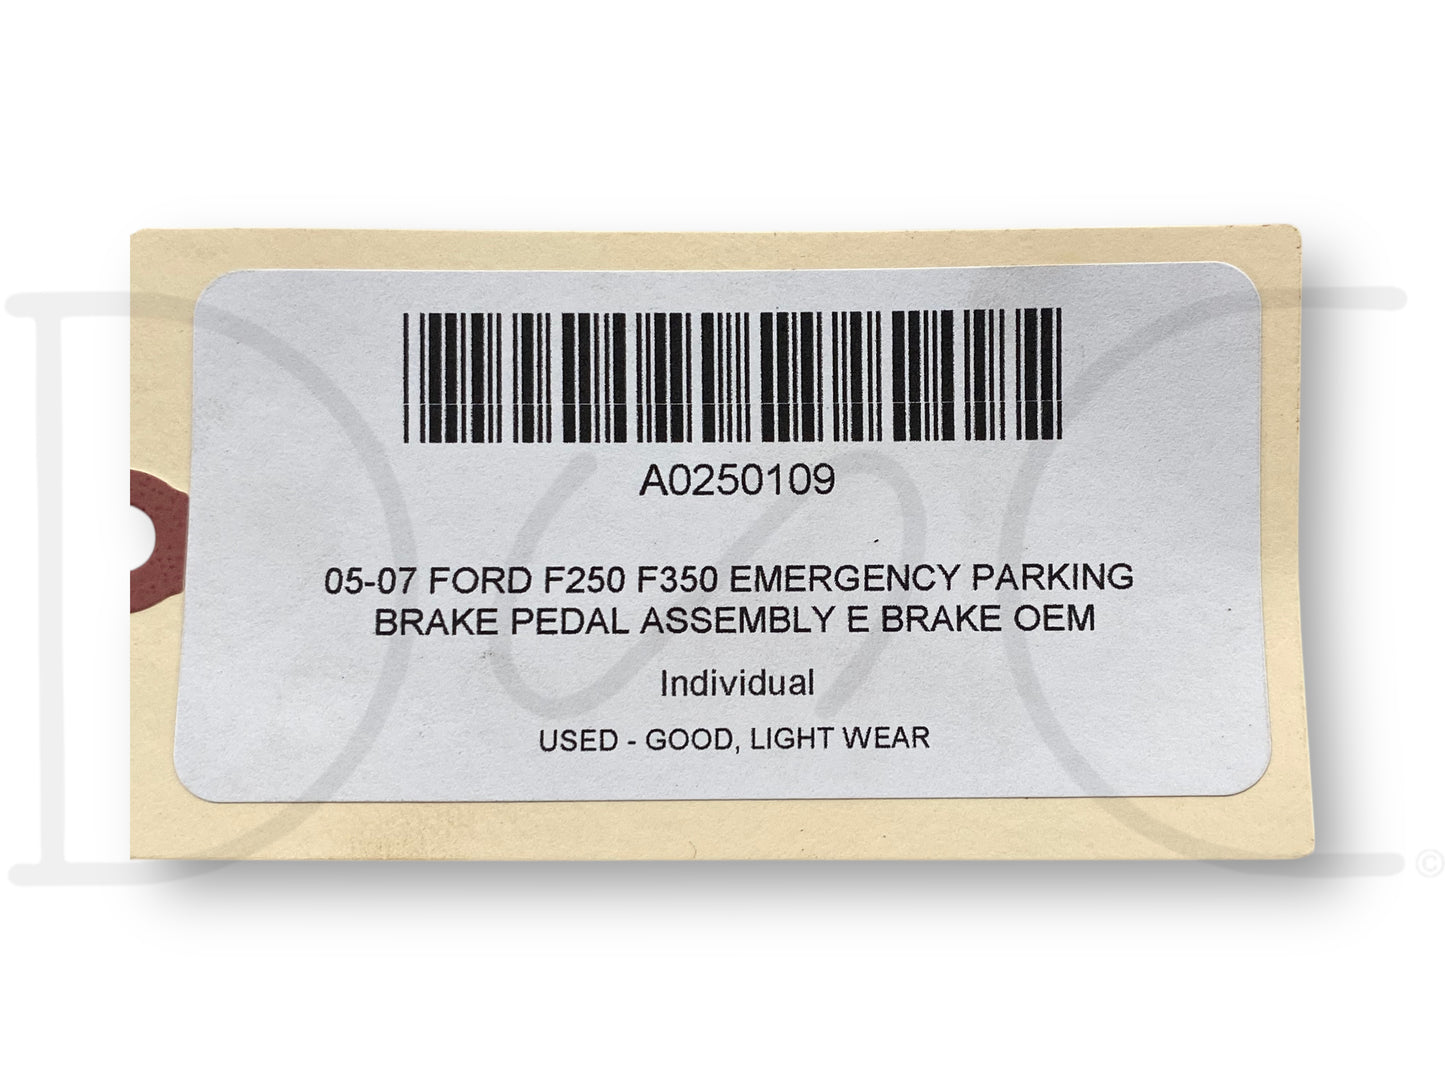 A0250109
05-07 FORD F250 F350 EMERGENCY PARKING
BRAKE PEDAL ASSEMBLY E BRAKE OEM
Individual
USED - GOOD, LIGHT WEAR
©